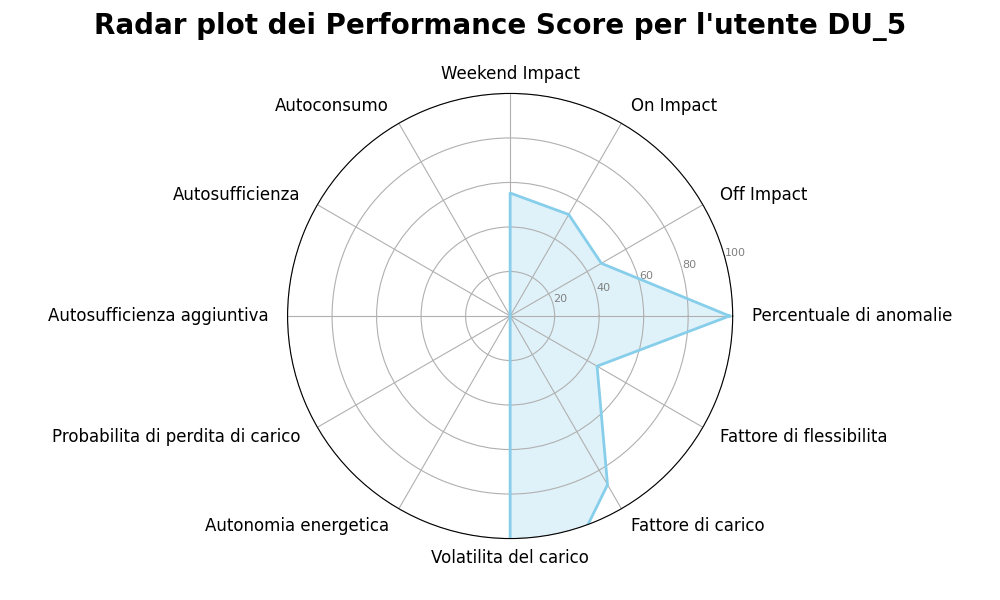 Radar plot dei Performance Score per l'utente DU_5
Weekend Impact
Autoconsumo
On Impact
Autosufficienza
Off Impact
100
80
60
40
20
Autosufficienza aggiuntiva
Percentuale di anomalie
Probabilita di perdita di carico
Fattore di flessibilita
Autonomia energetica
Fattore di carico
Volatilita del carico